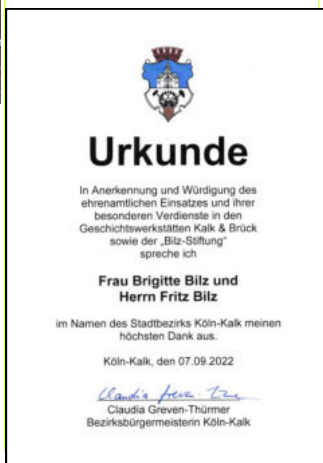 Urkunde
In Anerkennung und Würdigung des
ehrenamtlichen Einsatzes und ihrer
besonderen Verdienste in den
Geschichtswerkstätten Kalk & Brück
sowie der „Bilz-Stiftung"
spreche ich
Frau Brigitte Bilz und
Herrn Fritz Bilz
im Namen des Stadtbezirks Köln-Kalk meinen
höchsten Dank aus.
Köln-Kalk, den 07.09.2022
Claudia Greven-Thürmer
Bezirksbürgermeisterin Köln-Kalk